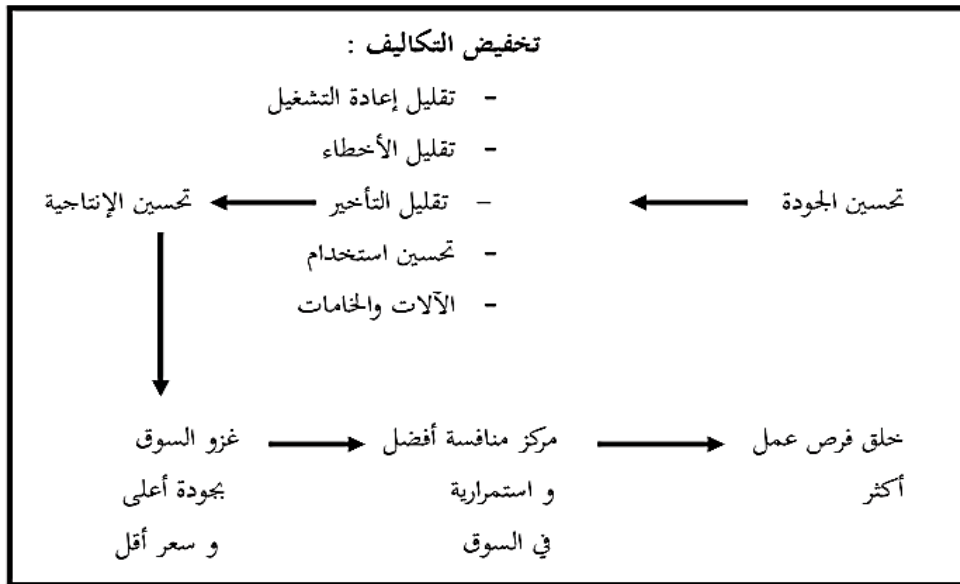 تخفيض التكاليف :
- تقليل إعادة التشغيل
- تقليل الأخطاء
تحسين الجودة
- تقليل التأخير
تحسين الإنتاجية
- تحسين استخدام
- الآلات والخامات
غزو السوق
بجودة أعلى
و سعر أقل
مركز منافسة أفضل
و استمرارية
في السوق
خلق فرص عمل
أكثر